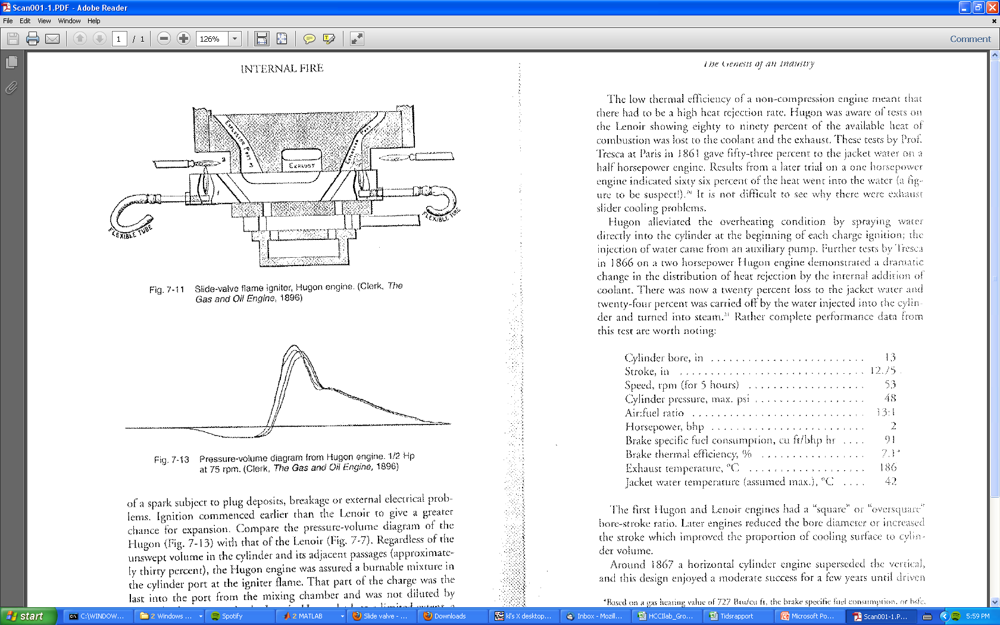 Scan001-1.PDF - Adobe Reader
File Edit View Window Help
1 / 1 126% Comment
INTERNAL FIRE
EXPLOSION PORT 3
EXPLOSION PORT
EXHUST
2
1
FLEXIBLE TUBE
FLEXIBLE TUBE
Fig. 7-11 Slide-valve flame igniter, Hugon engine. (Clerk, The
Gas and Oil Engine, 1896)
Fig. 7-13 Pressure-volume diagram from Hugon engine. 1/2 Hp
at 75 rpm. (Clerk, The Gas and Oil Engine, 1896)
of a spark subject to plug deposits, breakage or external electrical prob-
lems. Ignition commenced earlier than the Lenoir to give a greater
chance for expansion. Compare the pressure-volume diagram of the
Hugon (Fig. 7-13) with that of the Lenoir (Fig. 7-7). Regardless of the
unswept volume in the cylinder and its adjacent passages (approximate-
ly thirty percent), the Hugon engine was assured a burnable mixture in
the cylinder port at the igniter flame. That part of the charge was the
last into the port from the mixing chamber and was not diluted by
The Genesis of an Industry
The low thermal efficiency of a non-compression engine meant that
there had to be a high heat rejection rate. Hugon was aware of tests on
the Lenoir showing eighty to ninety percent of the available heat of
combustion was lost to the coolant and the exhaust. These tests by Prof.
Tresca at Paris in 1861 gave fifty-three percent to the jacket water on a
half horsepower engine. Results from a later trial on a one horsepower
engine indicated sixty six percent of the heat went into the water (a fig-
ure to be suspect!).²⁰ It is not difficult to see why there were exhaust
slider cooling problems.
Hugon alleviated the overheating condition by spraying water
directly into the cylinder at the beginning of each charge ignition; the
injection of water came from an auxiliary pump. Further tests by Tresca
in 1866 on a two horsepower Hugon engine demonstrated a dramatic
change in the distribution of heat rejection by the internal addition of
coolant. There was now a twenty percent loss to the jacket water and
twenty-four percent was carried off by the water injected into the cylin-
der and turned into steam.²¹ Rather complete performance data from
this test are worth noting:
Cylinder bore, in . . . . . . . . . . . . . . . . . . . . . . . . . 13
Stroke, in . . . . . . . . . . . . . . . . . . . . . . . . . . . . . . 12.75
Speed, rpm (for 5 hours) . . . . . . . . . . . . . . . . . . . 53
Cylinder pressure, max. psi . . . . . . . . . . . . . . . . . . 48
Air:fuel ratio . . . . . . . . . . . . . . . . . . . . . . . . . . . . 13:1
Horsepower, bhp . . . . . . . . . . . . . . . . . . . . . . . . . 2
Brake specific fuel consumption, cu ft/bhp hr . . . . 91
Brake thermal efficiency, % . . . . . . . . . . . . . . . . . 7.1*
Exhaust temperature, °C . . . . . . . . . . . . . . . . . . . 186
Jacket water temperature (assumed max.), °C . . . . 42
The first Hugon and Lenoir engines had a "square" or "oversquare"
bore-stroke ratio. Later engines reduced the bore diameter or increased
the stroke which improved the proportion of cooling surface to cylin-
der volume.
Around 1867 a horizontal cylinder engine superseded the vertical,
and this design enjoyed a moderate success for a few years until driven
*Based on a gas heating value of 727 Btu/cu ft, the brake specific fuel consumption, or bsfc,
start C:\WINDOW... 2 Windows ... Spotify 2 MATLAB Slide valve - ... Downloads kl's X desktop... Inbox - Mozill... HCCIlab_Gro... Tidsrapport Microsoft Po... Scan001-1.P... 5:59 PM